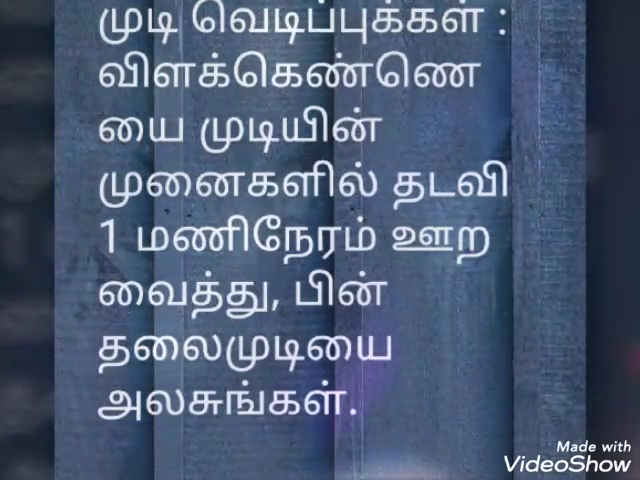 முடி வெடிப்புக்கள் :
விளக்கெண்ணெ
யை முடியின்
முனைகளில் தடவி
1 மணிநேரம் ஊற
வைத்து, பின்
தலைமுடியை
அலசுங்கள்.
Made with
VideoShow